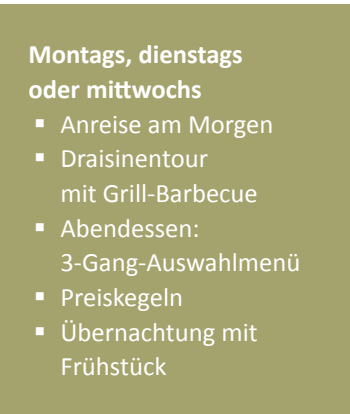 Montags, dienstags
oder mittwochs
▪ Anreise am Morgen
▪ Draisinentour
mit Grill-Barbecue
▪ Abendessen:
3-Gang-Auswahlmenü
▪ Preiskegeln
▪ Übernachtung mit
Frühstück